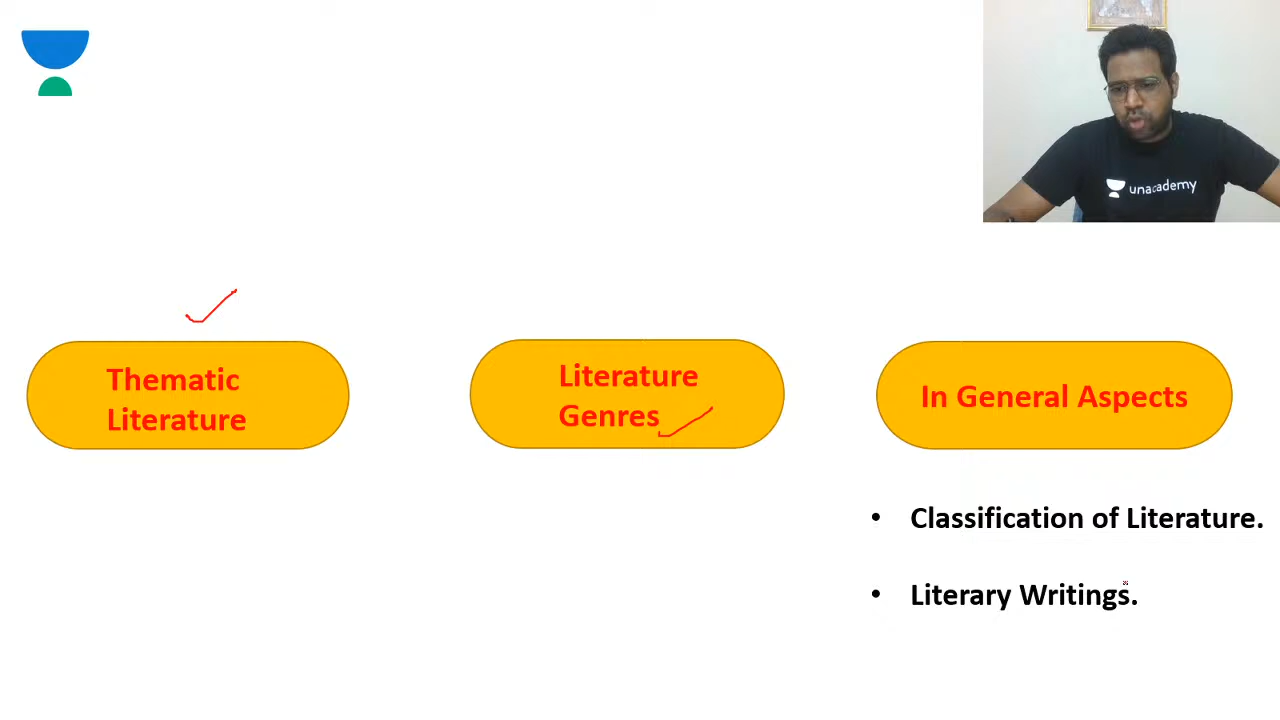 unacademy
Thematic
Literature
Literature
Genres
In General Aspects
• Classification of Literature.
• Literary Writings.